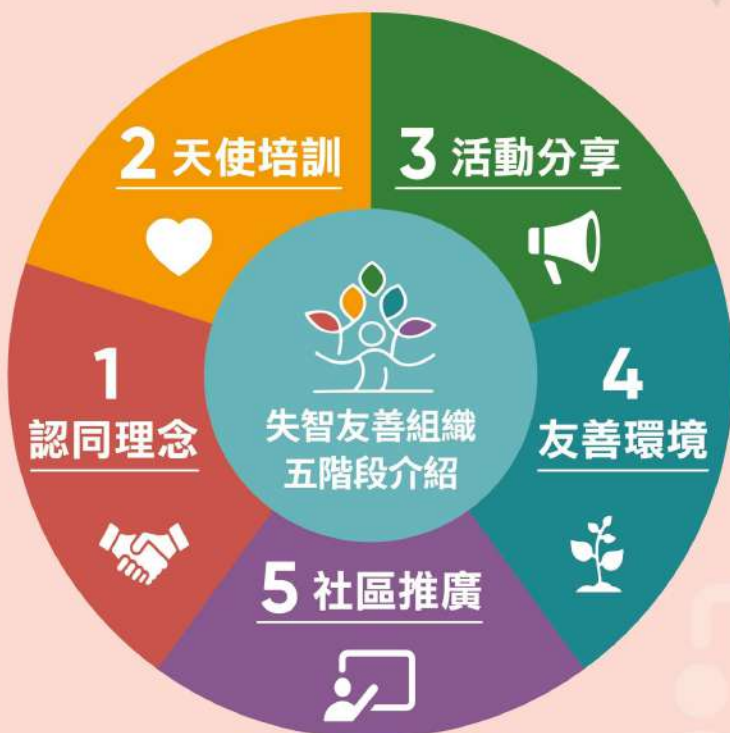 失智友善組織
五階段介紹
1
認同理念
2 天使培訓
3 活動分享
4
友善環境
5 社區推廣